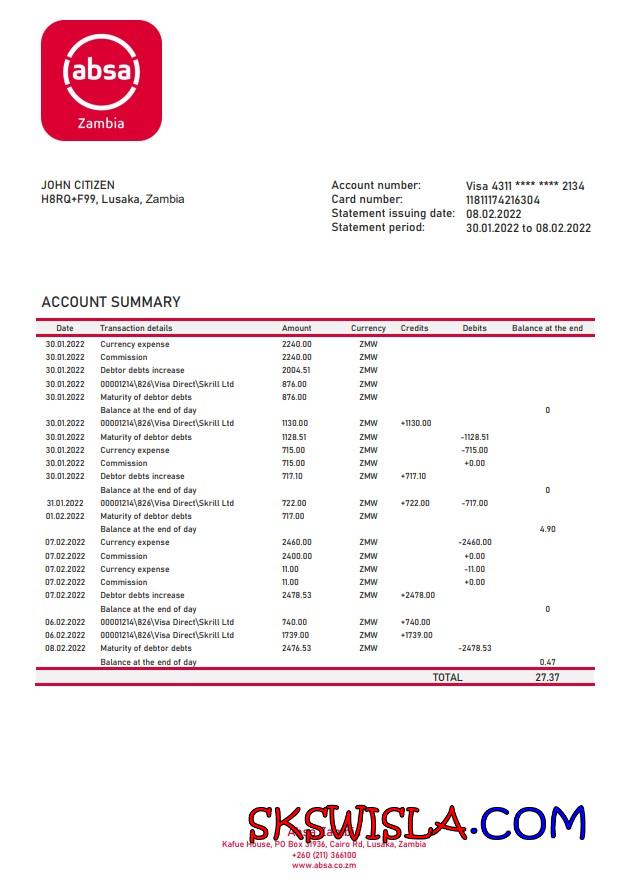 absa
Zambia
JOHN CITIZEN
H8RQ+F99, Lusaka, Zambia
Account number: Visa 4311 **** **** 2134
Card number: 11811174216304
Statement issuing date: 08.02.2022
Statement period: 30.01.2022 to 08.02.2022
ACCOUNT SUMMARY
Date Transaction details Amount Currency Credits Debits Balance at the end
30.01.2022 Currency expense 2240.00 ZMW
30.01.2022 Commission 2240.00 ZMW
30.01.2022 Debtor debts increase 2004.51 ZMW
30.01.2022 00001214\826\Visa Direct\Skrill Ltd 876.00 ZMW
30.01.2022 Maturity of debtor debts 876.00 ZMW
Balance at the end of day 0
30.01.2022 00001214\826\Visa Direct\Skrill Ltd 1130.00 ZMW +1130.00
30.01.2022 Maturity of debtor debts 1128.51 ZMW -1128.51
30.01.2022 Currency expense 715.00 ZMW -715.00
30.01.2022 Commission 715.00 ZMW +0.00
30.01.2022 Debtor debts increase 717.10 ZMW +717.10
Balance at the end of day 0
31.01.2022 00001214\826\Visa Direct\Skrill Ltd 722.00 ZMW +722.00 -717.00
01.02.2022 Maturity of debtor debts 717.00 ZMW
Balance at the end of day 4.90
07.02.2022 Currency expense 2460.00 ZMW -2460.00
07.02.2022 Commission 2400.00 ZMW +0.00
07.02.2022 Currency expense 11.00 ZMW -11.00
07.02.2022 Commission 11.00 ZMW +0.00
07.02.2022 Debtor debts increase 2478.53 ZMW +2478.00
Balance at the end of day 0
06.02.2022 00001214\826\Visa Direct\Skrill Ltd 740.00 ZMW +740.00
06.02.2022 00001214\826\Visa Direct\Skrill Ltd 1739.00 ZMW +1739.00
08.02.2022 Maturity of debtor debts 2476.53 ZMW -2478.53
Balance at the end of day 0.47
TOTAL 27.37
SKSWISLA.COM
Kafue House, PO Box 31936, Cairo Rd, Lusaka, Zambia
+260 (211) 366100
www.absa.co.zm